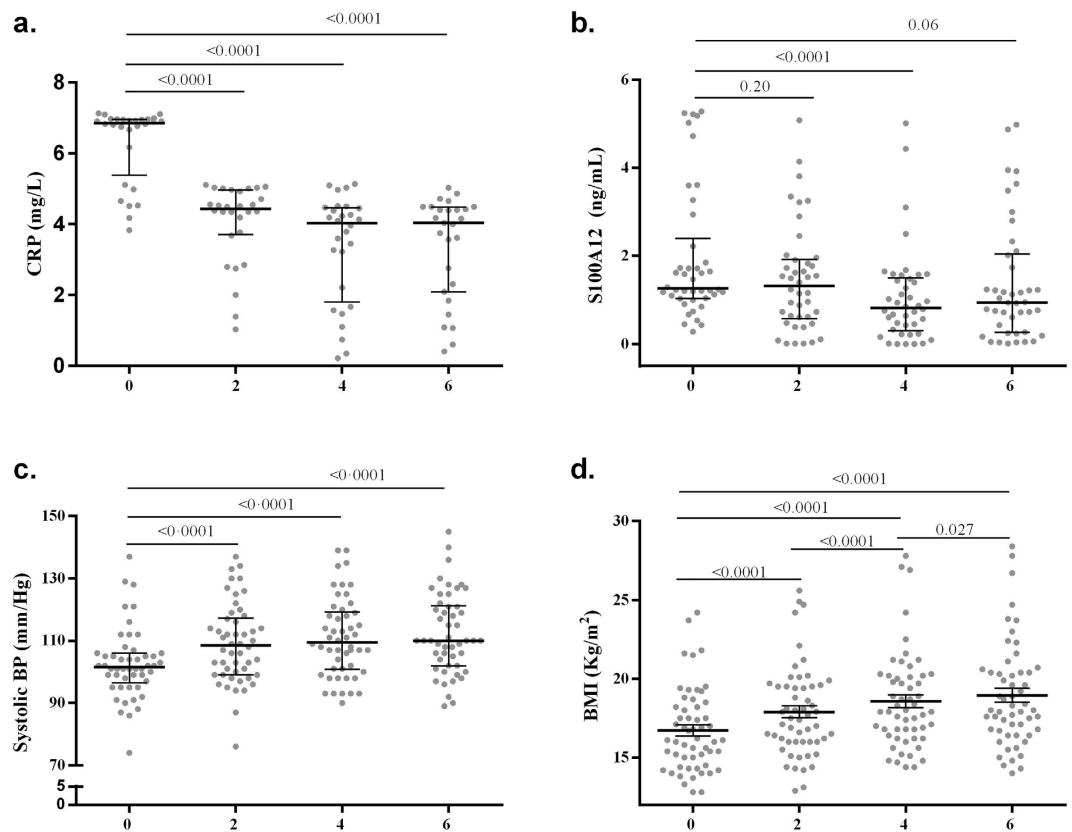 a.
<0.0001
<0.0001
<0.0001
CRP (mg/L)
8
6
4
2
0
0 2 4 6
b.
0.06
<0.0001
0.20
S100A12 (ng/mL)
6
4
2
0
0 2 4 6
c.
<0·0001
<0·0001
<0·0001
Systolic BP (mm/Hg)
150
130
110
90
70
5
0
0 2 4 6
d.
<0.0001
<0.0001
0.027
<0.0001
<0.0001
BMI (Kg/m²)
30
25
20
15
0 2 4 6